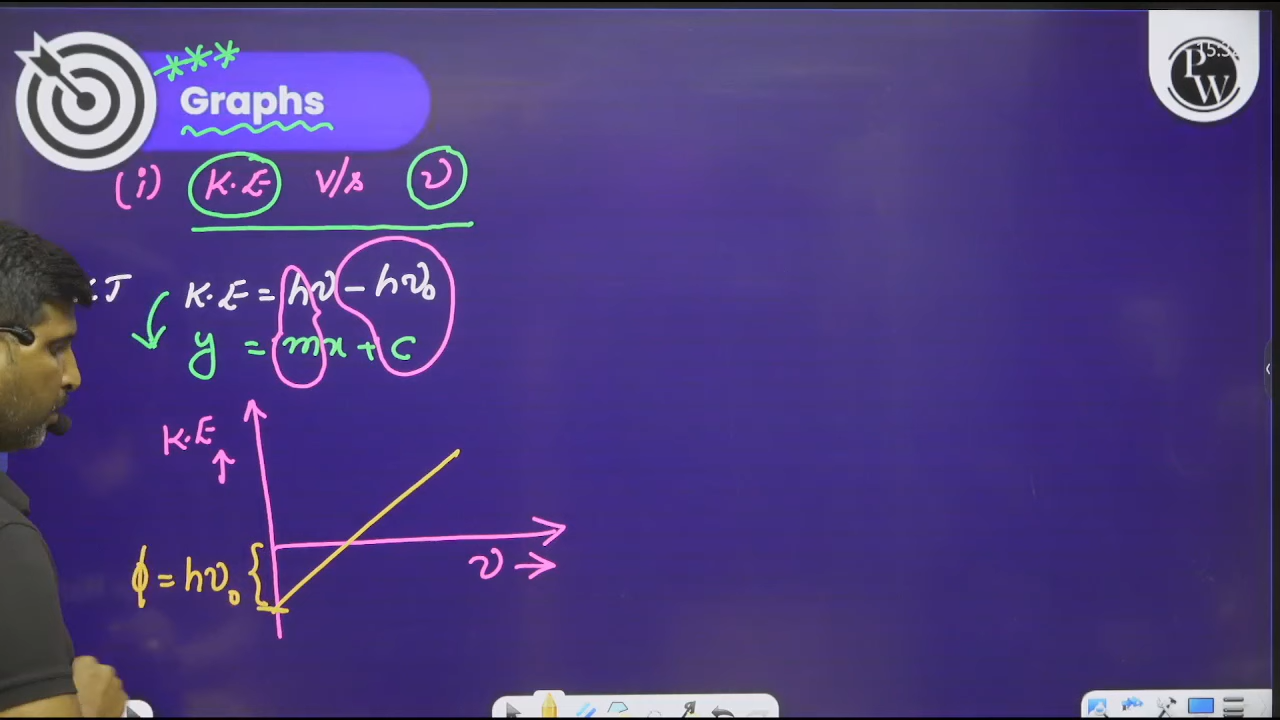 ***
Graphs
(i) K.E v/s ν
K.E = hν - hν₀
y = mx + c
K.E ↑
ϕ = hν₀ {
ν →
P
W